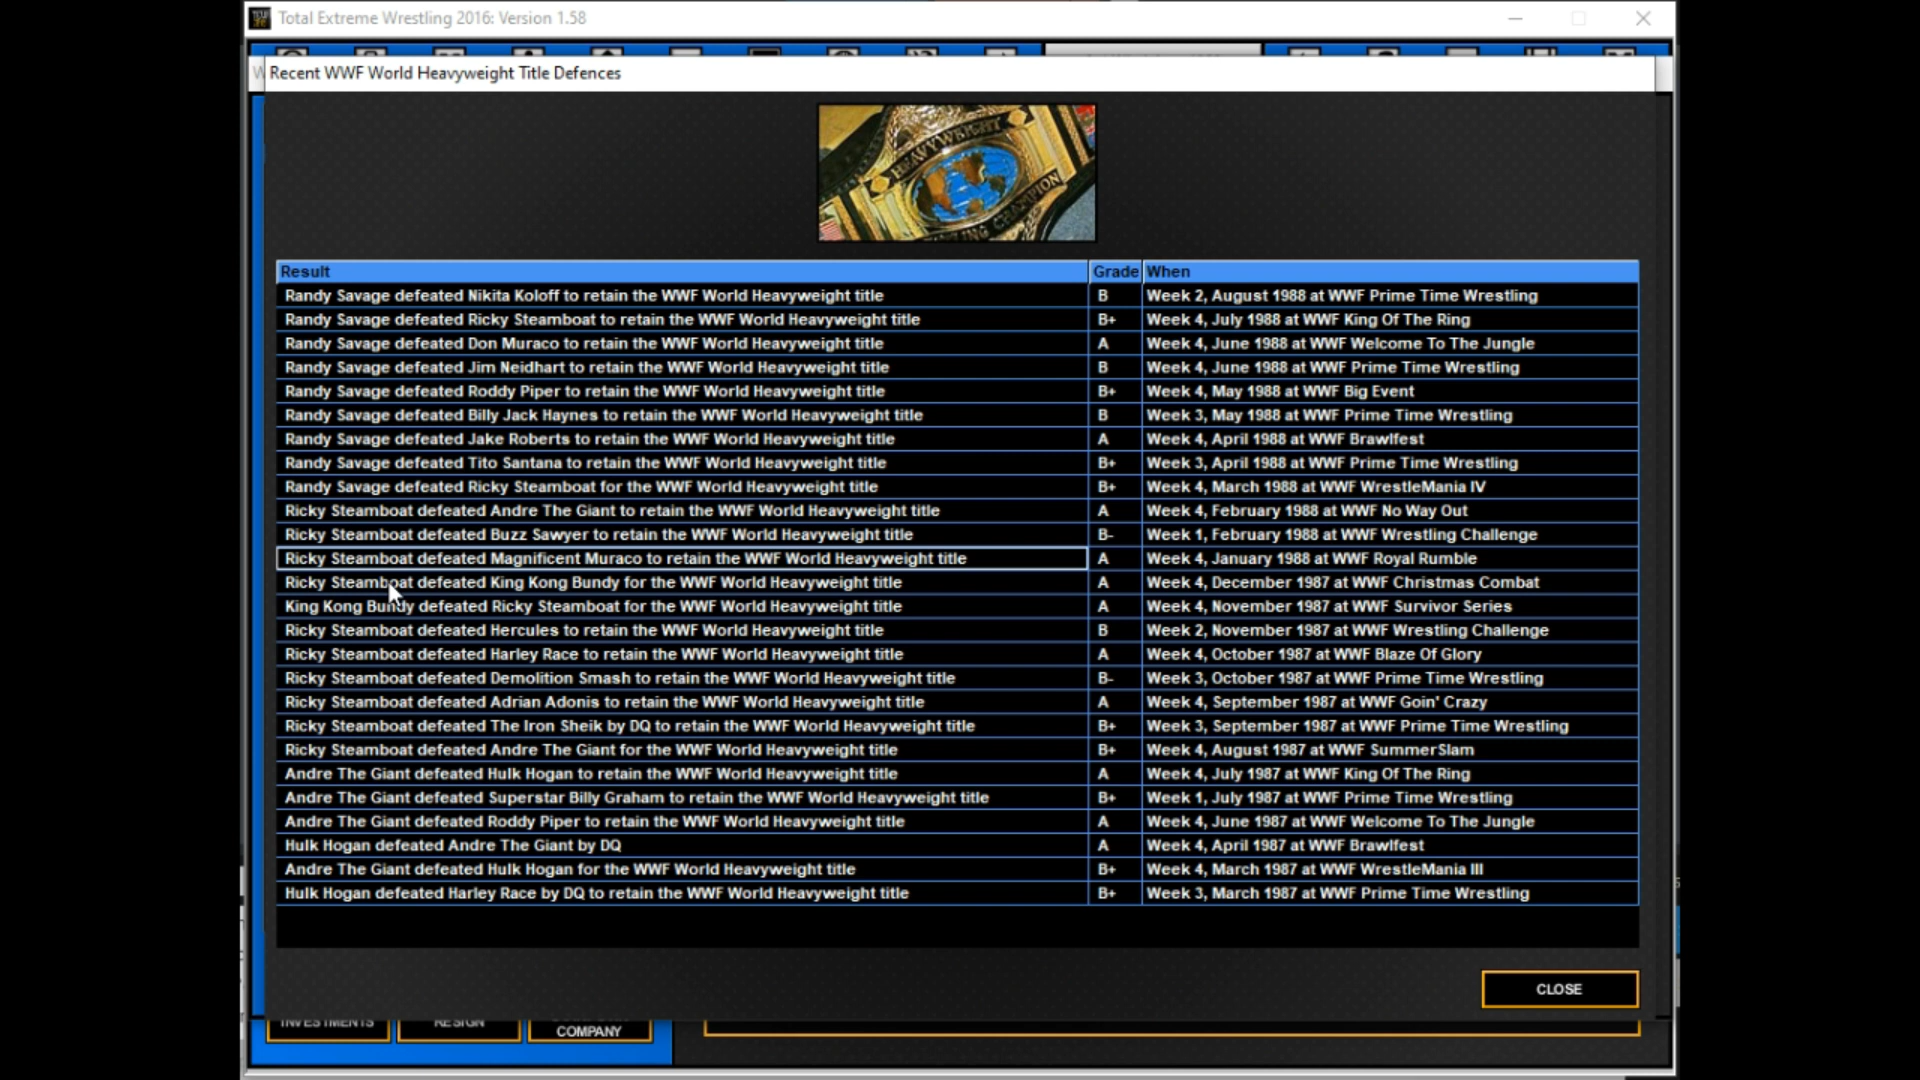 Total Extreme Wrestling 2016: Version 1.58
Recent WWF World Heavyweight Title Defences
HEAVYWEIGHT
CHAMPION
Result Grade When
Randy Savage defeated Nikita Koloff to retain the WWF World Heavyweight title B Week 2, August 1988 at WWF Prime Time Wrestling
Randy Savage defeated Ricky Steamboat to retain the WWF World Heavyweight title B+ Week 4, July 1988 at WWF King Of The Ring
Randy Savage defeated Don Muraco to retain the WWF World Heavyweight title A Week 4, June 1988 at WWF Welcome To The Jungle
Randy Savage defeated Jim Neidhart to retain the WWF World Heavyweight title B Week 4, June 1988 at WWF Prime Time Wrestling
Randy Savage defeated Roddy Piper to retain the WWF World Heavyweight title B+ Week 4, May 1988 at WWF Big Event
Randy Savage defeated Billy Jack Haynes to retain the WWF World Heavyweight title B Week 3, May 1988 at WWF Prime Time Wrestling
Randy Savage defeated Jake Roberts to retain the WWF World Heavyweight title A Week 4, April 1988 at WWF Brawlfest
Randy Savage defeated Tito Santana to retain the WWF World Heavyweight title B+ Week 3, April 1988 at WWF Prime Time Wrestling
Randy Savage defeated Ricky Steamboat for the WWF World Heavyweight title B+ Week 4, March 1988 at WWF WrestleMania IV
Ricky Steamboat defeated Andre The Giant to retain the WWF World Heavyweight title A Week 4, February 1988 at WWF No Way Out
Ricky Steamboat defeated Buzz Sawyer to retain the WWF World Heavyweight title B- Week 1, February 1988 at WWF Wrestling Challenge
Ricky Steamboat defeated Magnificent Muraco to retain the WWF World Heavyweight title A Week 4, January 1988 at WWF Royal Rumble
Ricky Steamboat defeated King Kong Bundy for the WWF World Heavyweight title A Week 4, December 1987 at WWF Christmas Combat
King Kong Bundy defeated Ricky Steamboat for the WWF World Heavyweight title A Week 4, November 1987 at WWF Survivor Series
Ricky Steamboat defeated Hercules to retain the WWF World Heavyweight title B Week 2, November 1987 at WWF Wrestling Challenge
Ricky Steamboat defeated Harley Race to retain the WWF World Heavyweight title A Week 4, October 1987 at WWF Blaze Of Glory
Ricky Steamboat defeated Demolition Smash to retain the WWF World Heavyweight title B- Week 3, October 1987 at WWF Prime Time Wrestling
Ricky Steamboat defeated Adrian Adonis to retain the WWF World Heavyweight title A Week 4, September 1987 at WWF Goin' Crazy
Ricky Steamboat defeated The Iron Sheik by DQ to retain the WWF World Heavyweight title B+ Week 3, September 1987 at WWF Prime Time Wrestling
Ricky Steamboat defeated Andre The Giant for the WWF World Heavyweight title B+ Week 4, August 1987 at WWF SummerSlam
Andre The Giant defeated Hulk Hogan to retain the WWF World Heavyweight title A Week 4, July 1987 at WWF King Of The Ring
Andre The Giant defeated Superstar Billy Graham to retain the WWF World Heavyweight title B+ Week 1, July 1987 at WWF Prime Time Wrestling
Andre The Giant defeated Roddy Piper to retain the WWF World Heavyweight title A Week 4, June 1987 at WWF Welcome To The Jungle
Hulk Hogan defeated Andre The Giant by DQ A Week 4, April 1987 at WWF Brawlfest
Andre The Giant defeated Hulk Hogan for the WWF World Heavyweight title B+ Week 4, March 1987 at WWF WrestleMania III
Hulk Hogan defeated Harley Race by DQ to retain the WWF World Heavyweight title B+ Week 3, March 1987 at WWF Prime Time Wrestling
CLOSE
INVESTMENTS RESIGN COMPANY